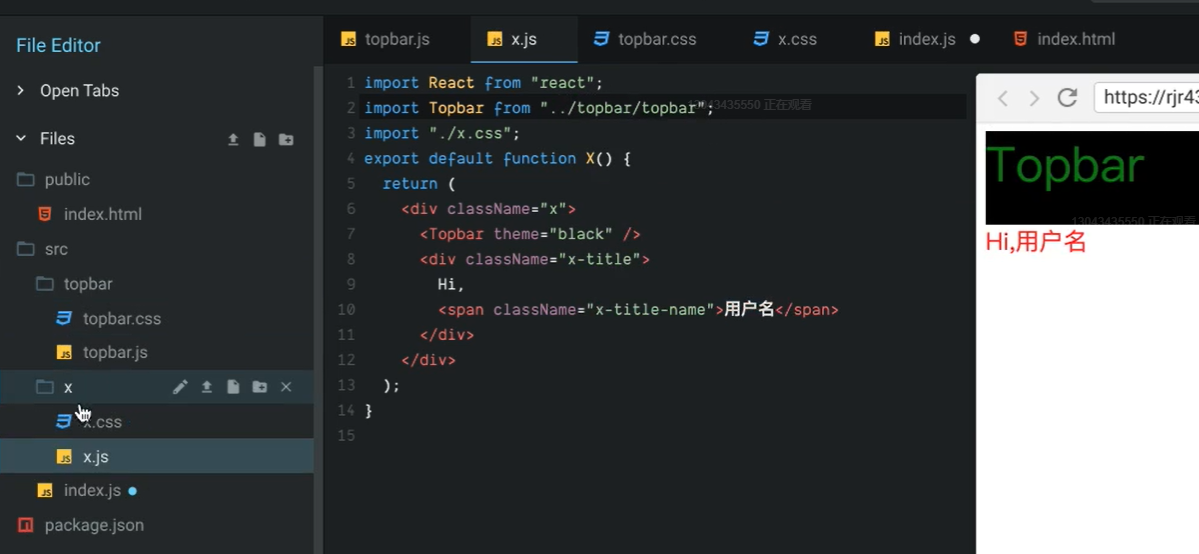 File Editor
Open Tabs
Files
public
index.html
src
topbar
topbar.css
topbar.js
x
x.css
x.js
index.js
package.json
topbar.js
x.js
topbar.css
x.css
index.js
index.html
1 import React from "react";
2 import Topbar from "../topbar/topbar";
13043435550 正在观看
3 import "./x.css";
4 export default function X() {
5 return (
6 <div className="x">
7 <Topbar theme="black" />
8 <div className="x-title">
9 Hi,
10 <span className="x-title-name">用户名</span>
11 </div>
12 </div>
13 );
14 }
15
https://rjr43
Topbar
13043435550 正在观看
Hi,用户名